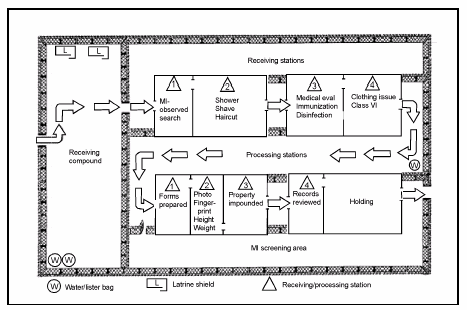 L
L
Receiving stations
1
MI-
observed
search
2
Shower
Shave
Haircut
3
Medical eval
Immunization
Disinfection
4
Clothing issue
Class VI
Receiving
compound
Processing stations
W
1
Forms
prepared
2
Photo
Finger-
print
Height
Weight
3
Property
impounded
4
Records
reviewed
Holding
MI screening area
W W
W Water/lister bag
L Latrine shield
Receiving/processing station